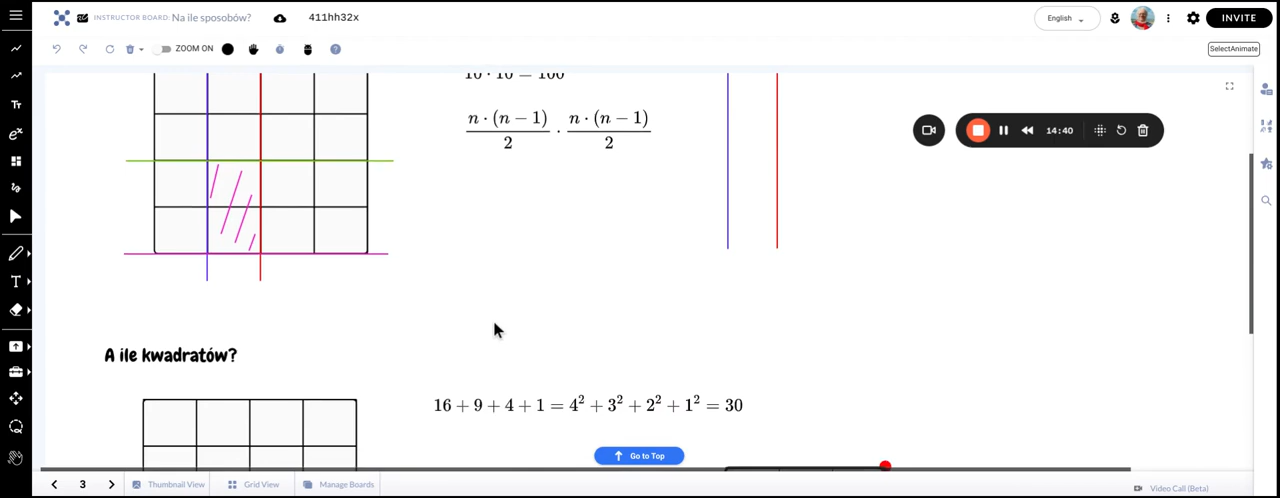 INSTRUCTOR BOARD: Na ile sposobów?
411hh32x
English
INVITE
ZOOM ON
SelectAnimate
10 · 10 = 100
n · (n − 1)
2
·
n · (n − 1)
2
14:40
A ile kwadratów?
16 + 9 + 4 + 1 = 4² + 3² + 2² + 1² = 30
Go to Top
3
Thumbnail View
Grid View
Manage Boards
Video Call (Beta)